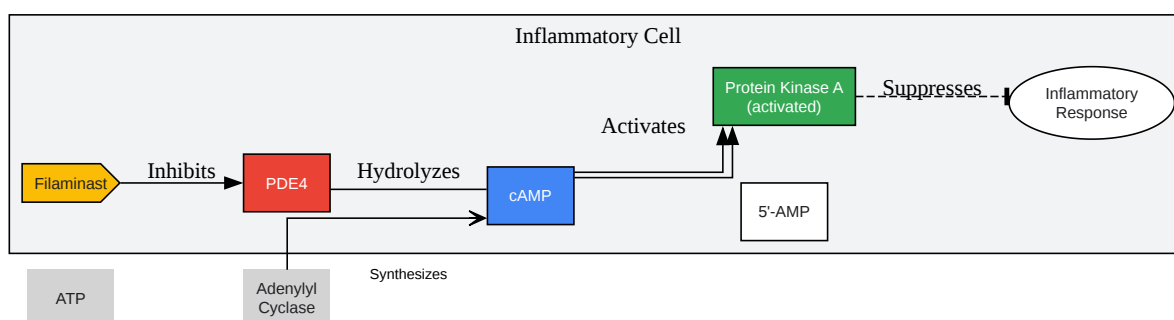 Inflammatory Cell
Protein Kinase A
(activated)
Suppresses
Inflammatory
Response
Activates
Filaminast
Inhibits
PDE4
Hydrolyzes
cAMP
5'-AMP
ATP
Adenylyl
Cyclase
Synthesizes